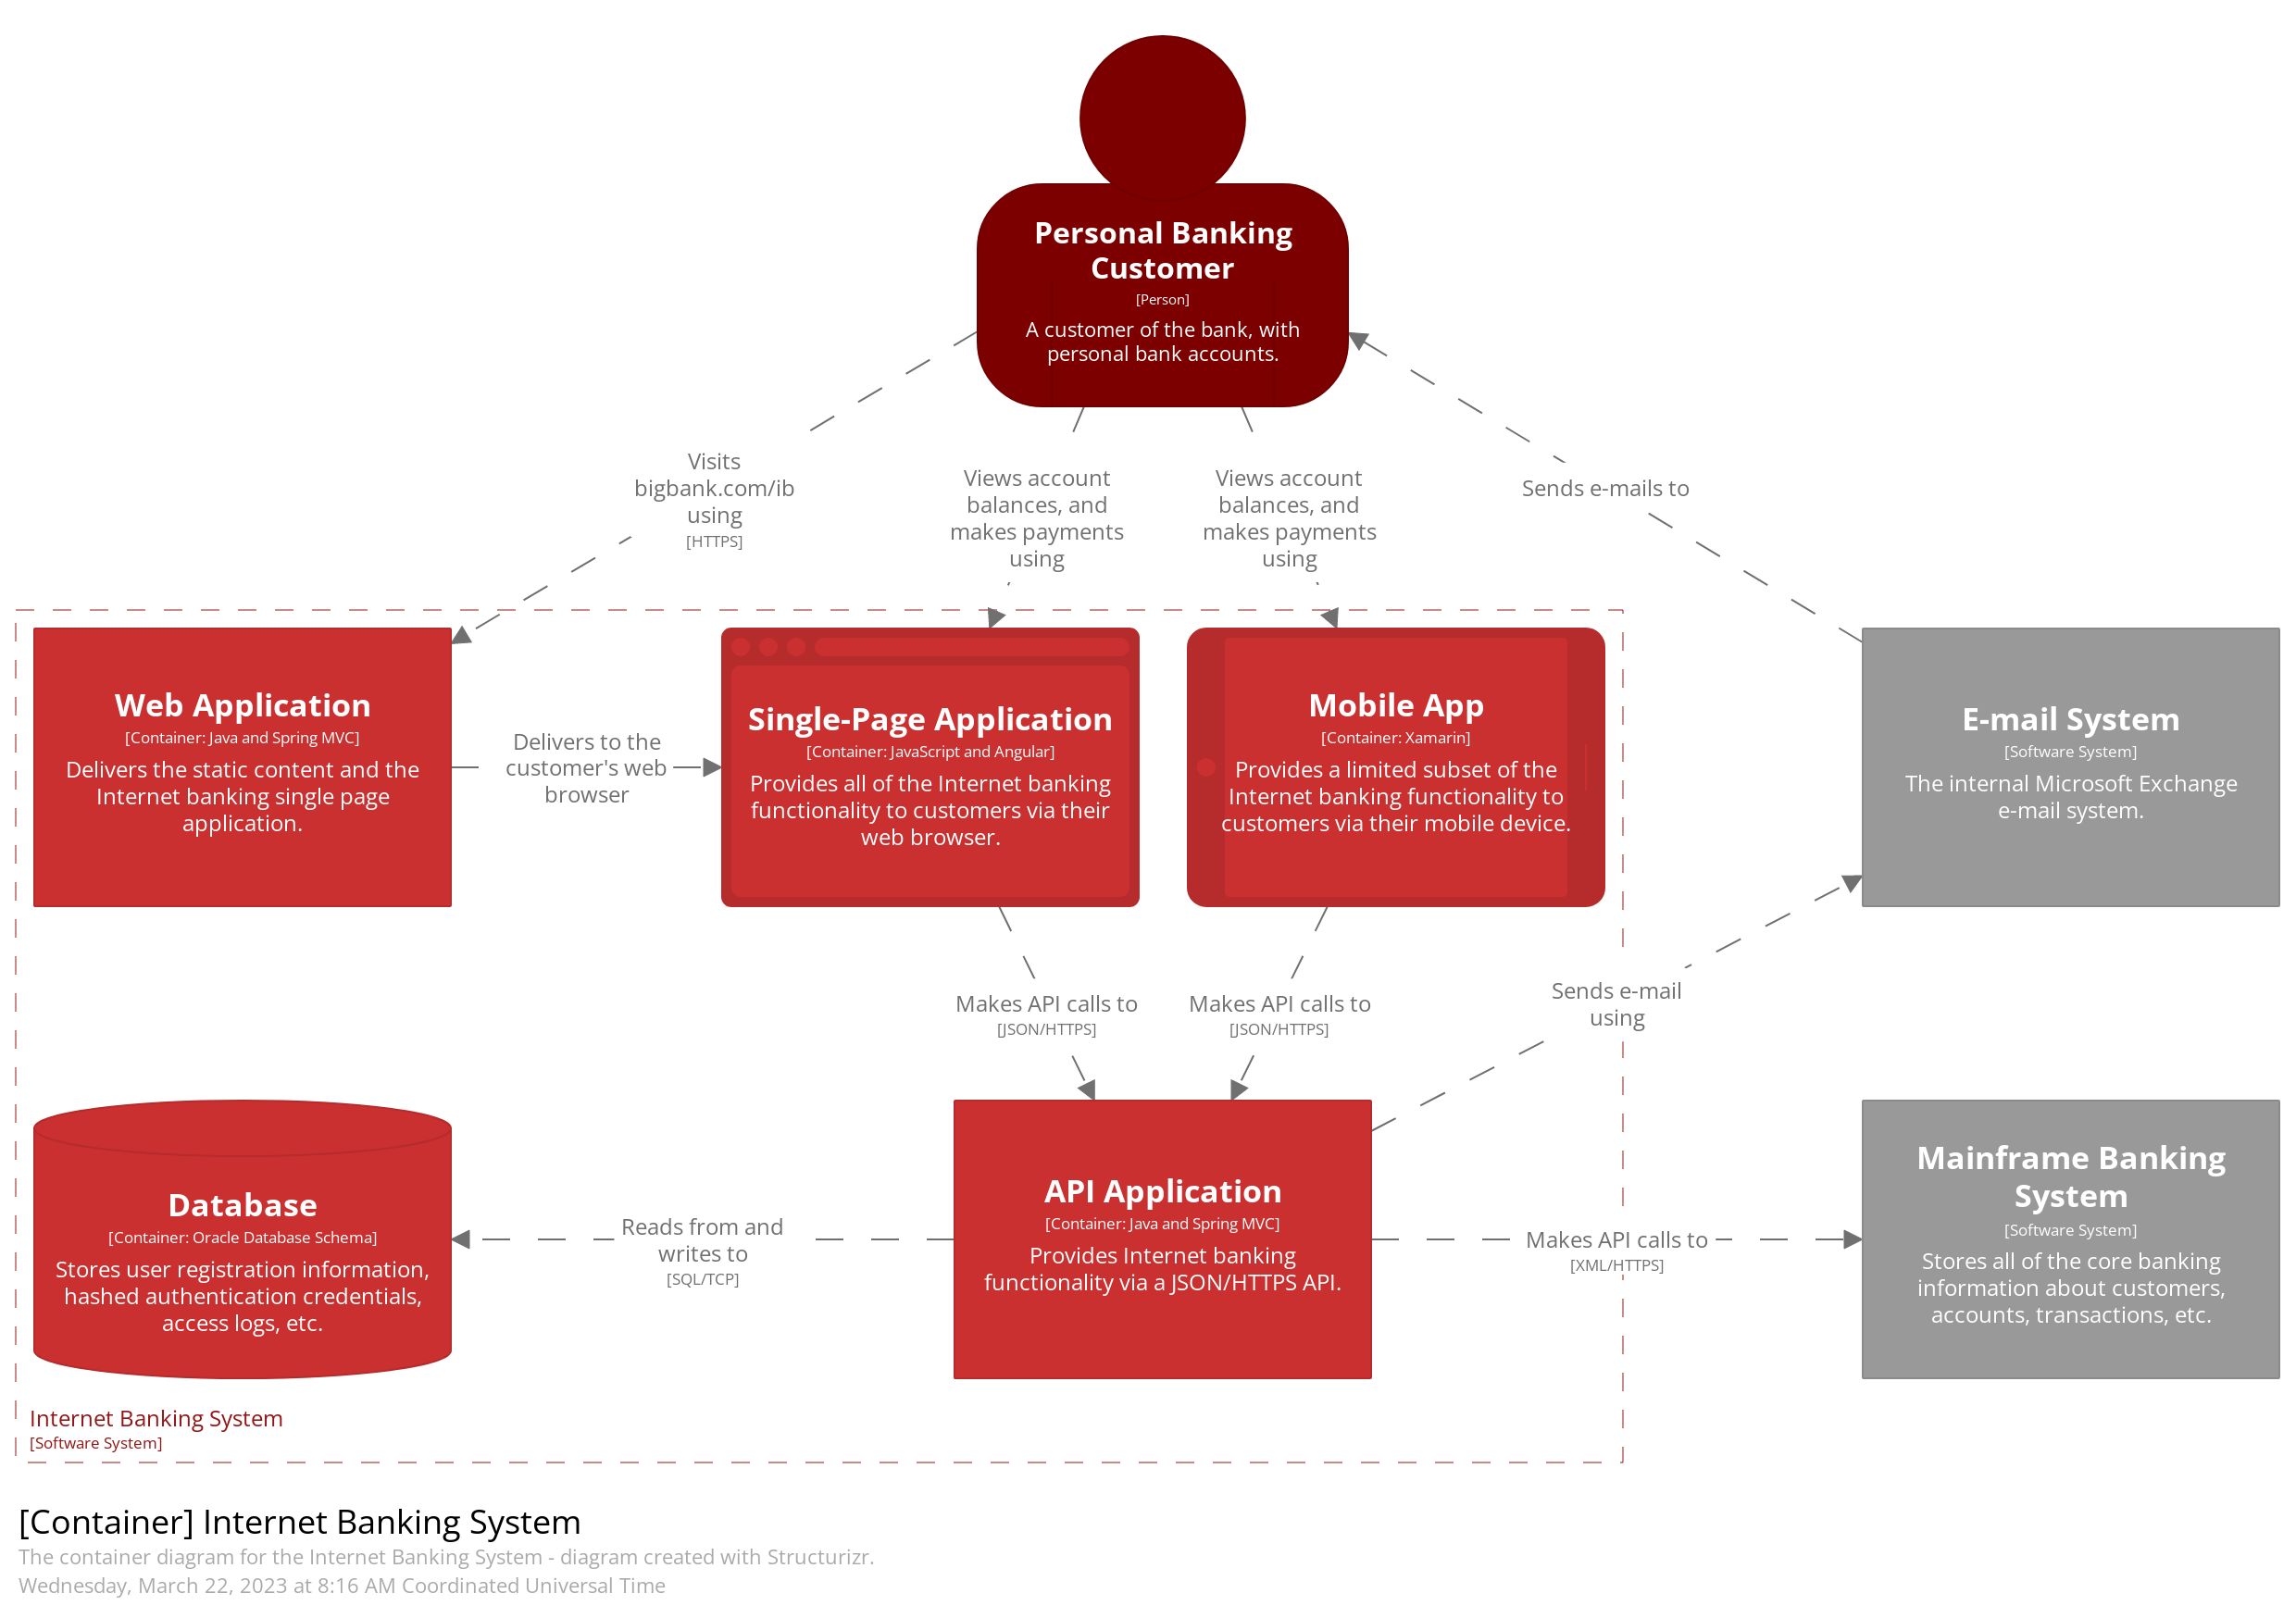 Personal Banking
Customer
[Person]
A customer of the bank, with
personal bank accounts.
Visits
bigbank.com/ib
using
[HTTPS]
Views account
balances, and
makes payments
using
Views account
balances, and
makes payments
using
Sends e-mails to
Web Application
[Container: Java and Spring MVC]
Delivers the static content and the
Internet banking single page
application.
Delivers to the
customer's web
browser
Single-Page Application
[Container: JavaScript and Angular]
Provides all of the Internet banking
functionality to customers via their
web browser.
Mobile App
[Container: Xamarin]
Provides a limited subset of the
Internet banking functionality to
customers via their mobile device.
E-mail System
[Software System]
The internal Microsoft Exchange
e-mail system.
Makes API calls to
[JSON/HTTPS]
Makes API calls to
[JSON/HTTPS]
Sends e-mail
using
Database
[Container: Oracle Database Schema]
Stores user registration information,
hashed authentication credentials,
access logs, etc.
Reads from and
writes to
[SQL/TCP]
API Application
[Container: Java and Spring MVC]
Provides Internet banking
functionality via a JSON/HTTPS API.
Makes API calls to
[XML/HTTPS]
Mainframe Banking
System
[Software System]
Stores all of the core banking
information about customers,
accounts, transactions, etc.
Internet Banking System
[Software System]
[Container] Internet Banking System
The container diagram for the Internet Banking System - diagram created with Structurizr.
Wednesday, March 22, 2023 at 8:16 AM Coordinated Universal Time